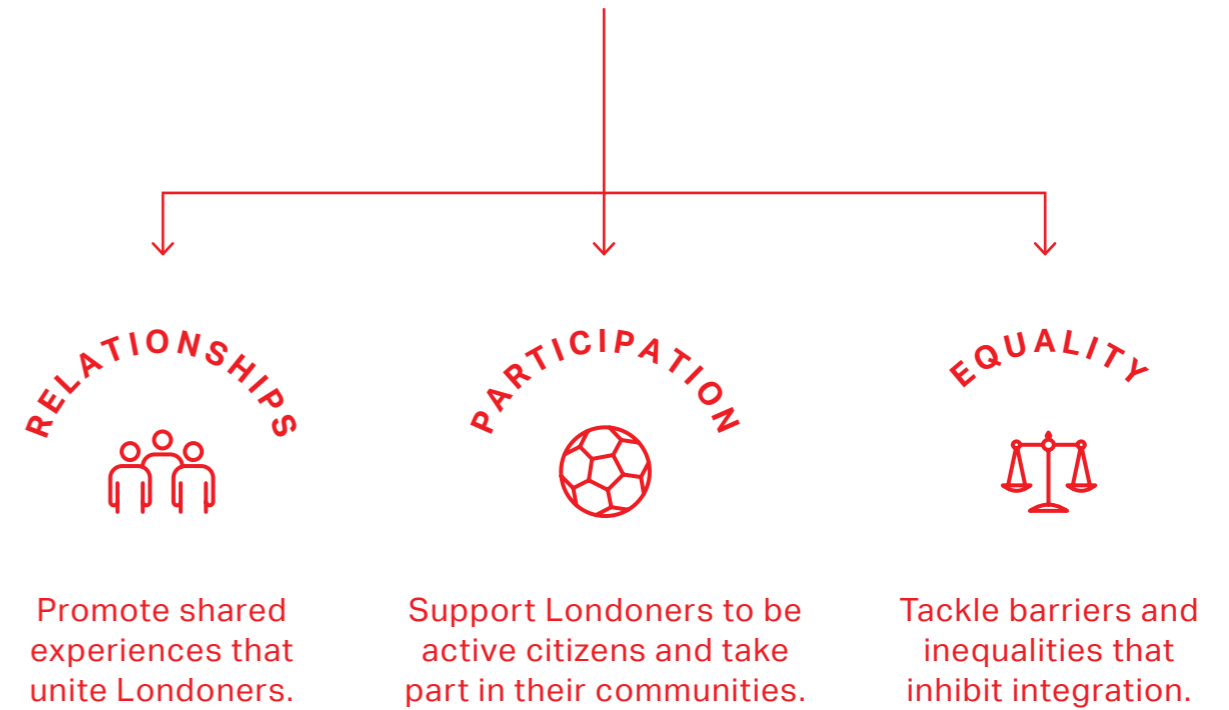 RELATIONSHIPS
Promote shared
experiences that
unite Londoners.
PARTICIPATION
Support Londoners to be
active citizens and take
part in their communities.
EQUALITY
Tackle barriers and
inequalities that
inhibit integration.